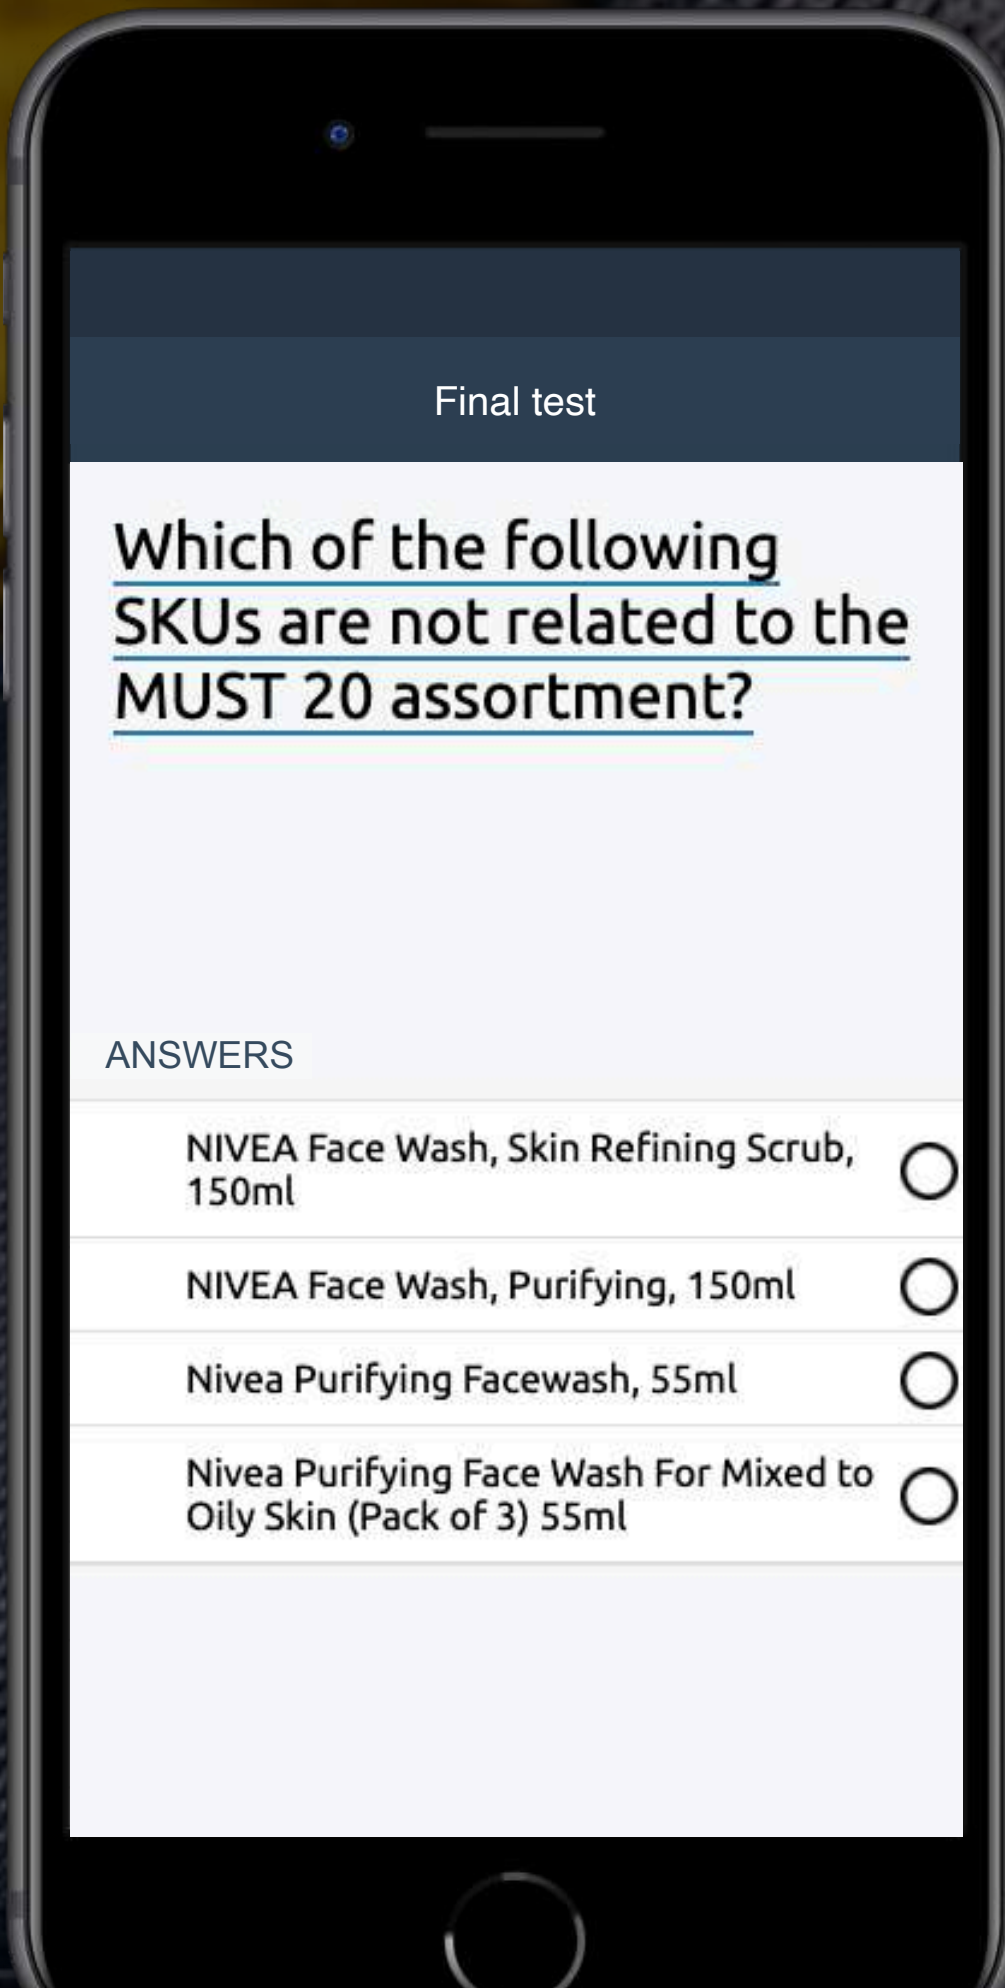 Final test
Which of the following
SKUs are not related to the
MUST 20 assortment?
ANSWERS
NIVEA Face Wash, Skin Refining Scrub,
150ml
NIVEA Face Wash, Purifying, 150ml
Nivea Purifying Facewash, 55ml
Nivea Purifying Face Wash For Mixed to
Oily Skin (Pack of 3) 55ml